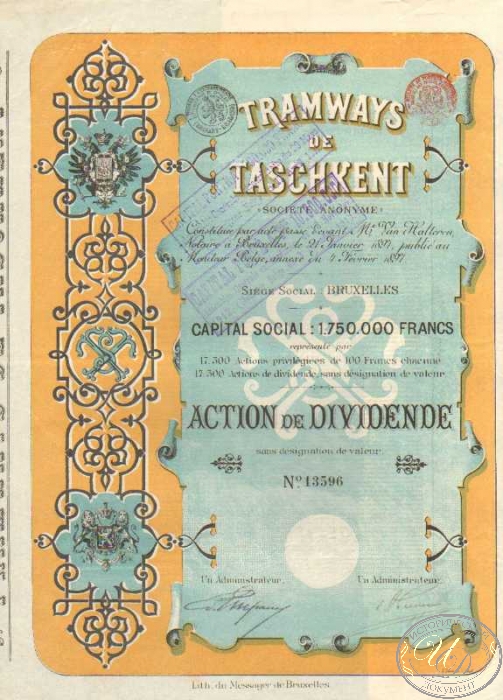 TRAMWAYS
DE
TASCHKENT
SOCIÉTÉ ANONYME
Constituée par acte passé devant Me Van Halteren,
Notaire à Bruxelles, le 21 Janvier 1897, publié au
Moniteur Belge, annexe du 4 Février 1897
SIÈGE SOCIAL BRUXELLES
CAPITAL SOCIAL : 1.750.000 FRANCS
représenté par
17.500 Actions privilégiées de 100 Francs chacune
17.500 Actions de dividende, sans désignation de valeur
ACTION DE DIVIDENDE
sans désignation de valeur
No 13596
Un Administrateur, Un Administrateur,
ДОКУМЕНТ
Lith. du Messager de Bruxelles